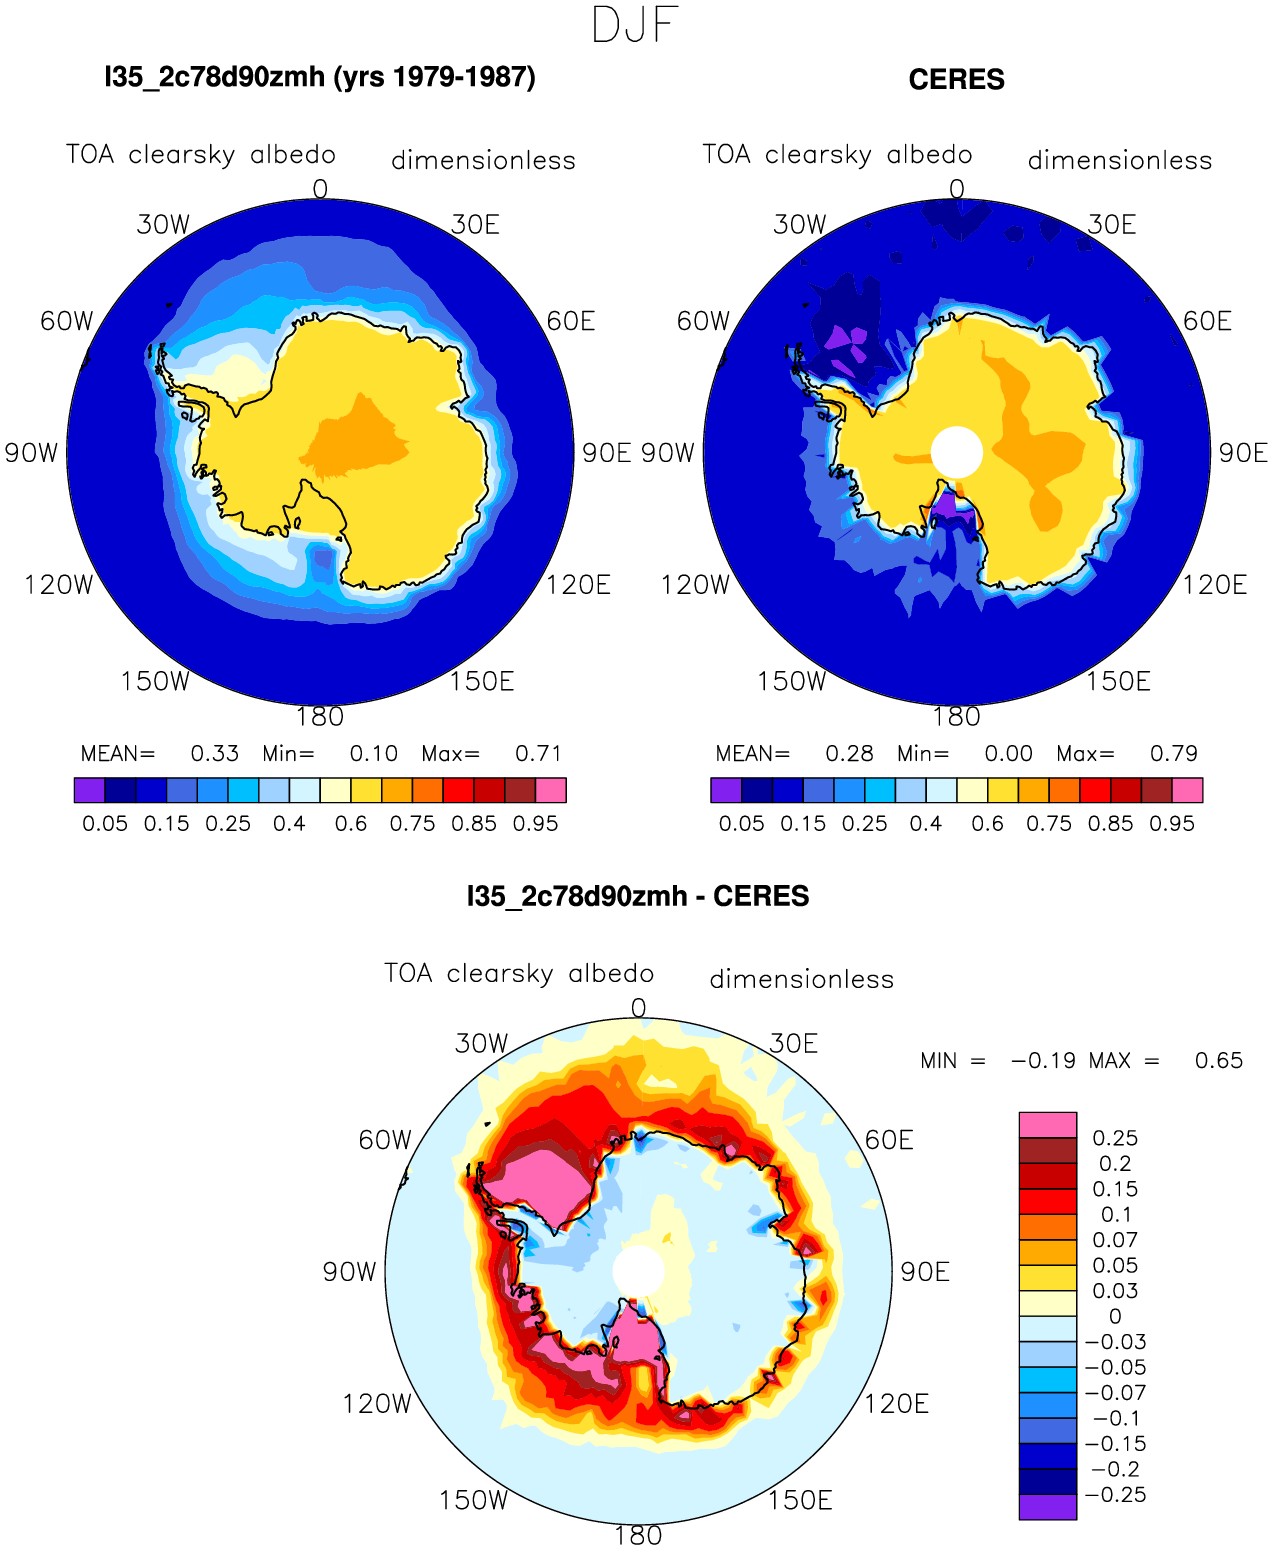 DJF
l35_2c78d90zmh (yrs 1979-1987)
CERES
TOA clearsky albedo dimensionless
TOA clearsky albedo dimensionless
0
0
30W 30E
30W 30E
60W 60E
60W 60E
90W 90E
90W 90E
120W 120E
120W 120E
150W 150E
150W 150E
180
180
MEAN= 0.33 Min= 0.10 Max= 0.71
MEAN= 0.28 Min= 0.00 Max= 0.79
0.05 0.15 0.25 0.4 0.6 0.75 0.85 0.95
0.05 0.15 0.25 0.4 0.6 0.75 0.85 0.95
l35_2c78d90zmh - CERES
TOA clearsky albedo dimensionless
0
30W 30E
MIN = −0.19 MAX = 0.65
60W 60E
90W 90E
120W 120E
150W 150E
180
0.25
0.2
0.15
0.1
0.07
0.05
0.03
0
−0.03
−0.05
−0.07
−0.1
−0.15
−0.2
−0.25